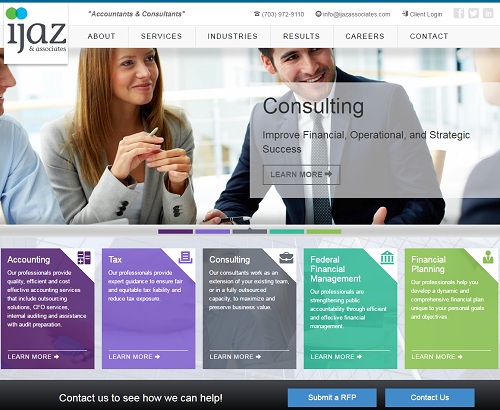 "Accountants & Consultants"
(703) 972-9110
info@ijazassociates.com
Client Login
ijaz
& associates
ABOUT
SERVICES
INDUSTRIES
RESULTS
CAREERS
CONTACT
Consulting
Improve Financial, Operational, and Strategic
Success
LEARN MORE
Accounting
Our professionals provide
quality, efficient and cost
effective accounting services
that include outsourcing
solutions, CFO services,
internal auditing and assistance
with audit preparation.
LEARN MORE
Tax
Our professionals provide
expert guidance to ensure fair
and equitable tax liability and
reduce tax exposure.
LEARN MORE
Consulting
Our consultants work as an
extension of your existing team,
or in a fully outsourced
capacity, to maximize and
preserve business value.
LEARN MORE
Federal
Financial
Management
Our professionals are
strengthening public
accountability through efficient
and effective financial
management.
LEARN MORE
Financial
Planning
Our professionals help you
develop a dynamic and
comprehensive financial plan
unique to your personal goals
and objectives
LEARN MORE
Contact us to see how we can help!
Submit a RFP
Contact Us